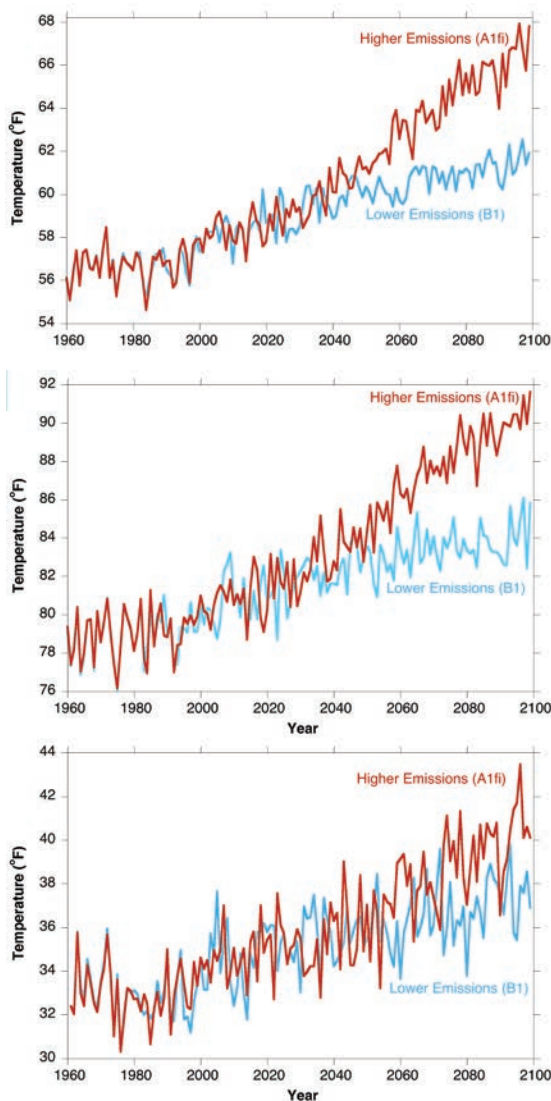 68
66
64
62
60
58
56
54
Temperature (°F)
Higher Emissions (A1fi)
Lower Emissions (B1)
1960 1980 2000 2020 2040 2060 2080 2100
92
90
88
86
84
82
80
78
76
Temperature (°F)
Higher Emissions (A1fi)
Lower Emissions (B1)
1960 1980 2000 2020 2040 2060 2080 2100
Year
44
42
40
38
36
34
32
30
Temperature (°F)
Higher Emissions (A1fi)
Lower Emissions (B1)
1960 1980 2000 2020 2040 2060 2080 2100
Year